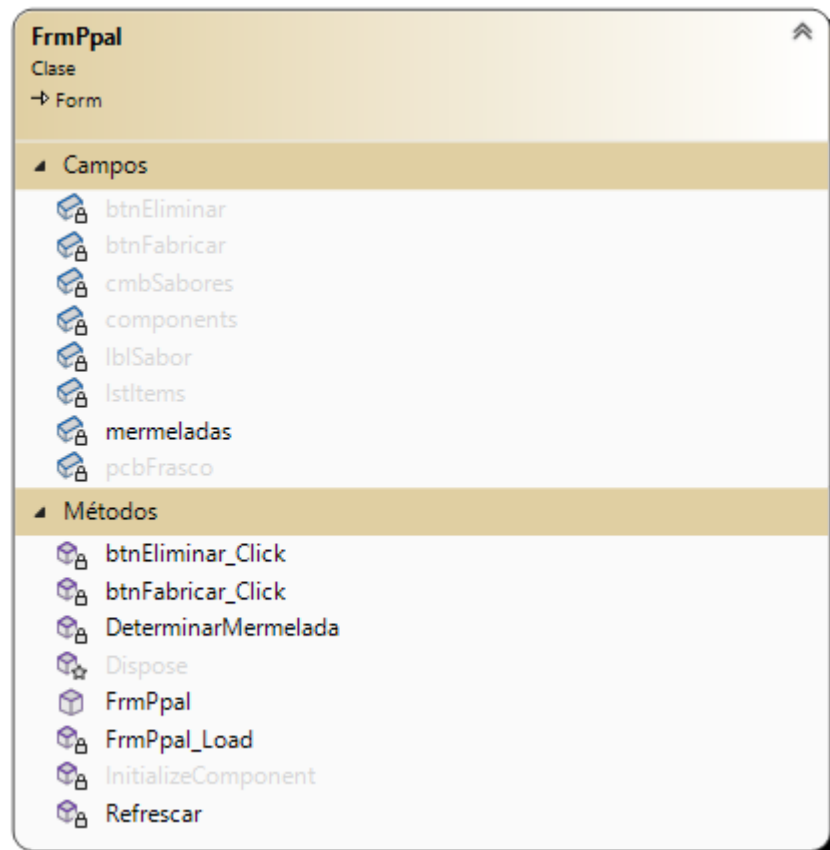 FrmPpal
Clase
Form
Campos
btnEliminar
btnFabricar
cmbSabores
components
lblSabor
lstItems
mermeladas
pcbFrasco
Métodos
btnEliminar_Click
btnFabricar_Click
DeterminarMermelada
Dispose
FrmPpal
FrmPpal_Load
InitializeComponent
Refrescar